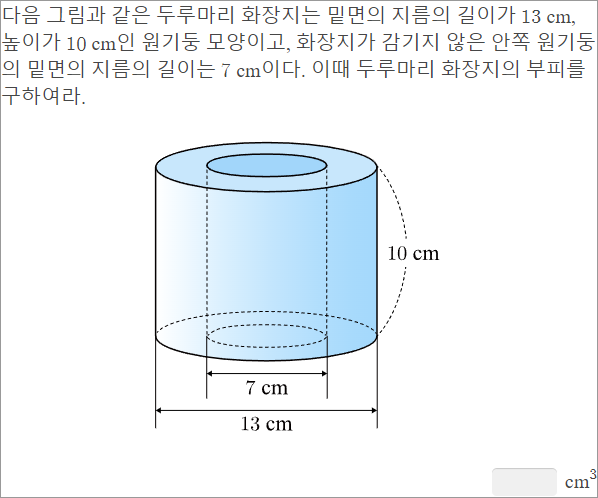 다음 그림과 같은 두루마리 화장지는 밑면의 지름의 길이가 13 cm,
높이가 10 cm인 원기둥 모양이고, 화장지가 감기지 않은 안쪽 원기둥
의 밑면의 지름의 길이는 7 cm이다. 이때 두루마리 화장지의 부피를
구하여라.
10 cm
7 cm
13 cm
cm³